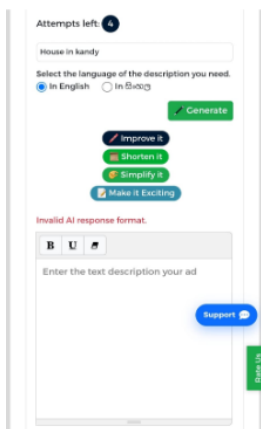 Attempts left: 4
House in kandy
Select the language of the description you need.
In English In සිංහල
Generate
Improve it
Shorten it
Simplify it
Make it Exciting
Invalid AI response format.
B U
Enter the text description your ad
Support
Rate Us